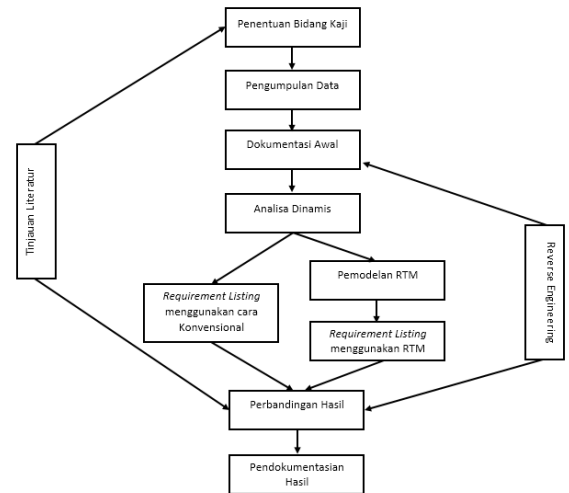 Penentuan Bidang Kaji
Pengumpulan Data
Dokumentasi Awal
Tinjauan Literatur
Analisa Dinamis
Reverse Engineering
Pemodelan RTM
Requirement Listing
menggunakan cara
Konvensional
Requirement Listing
menggunakan RTM
Perbandingan Hasil
Pendokumentasian
Hasil